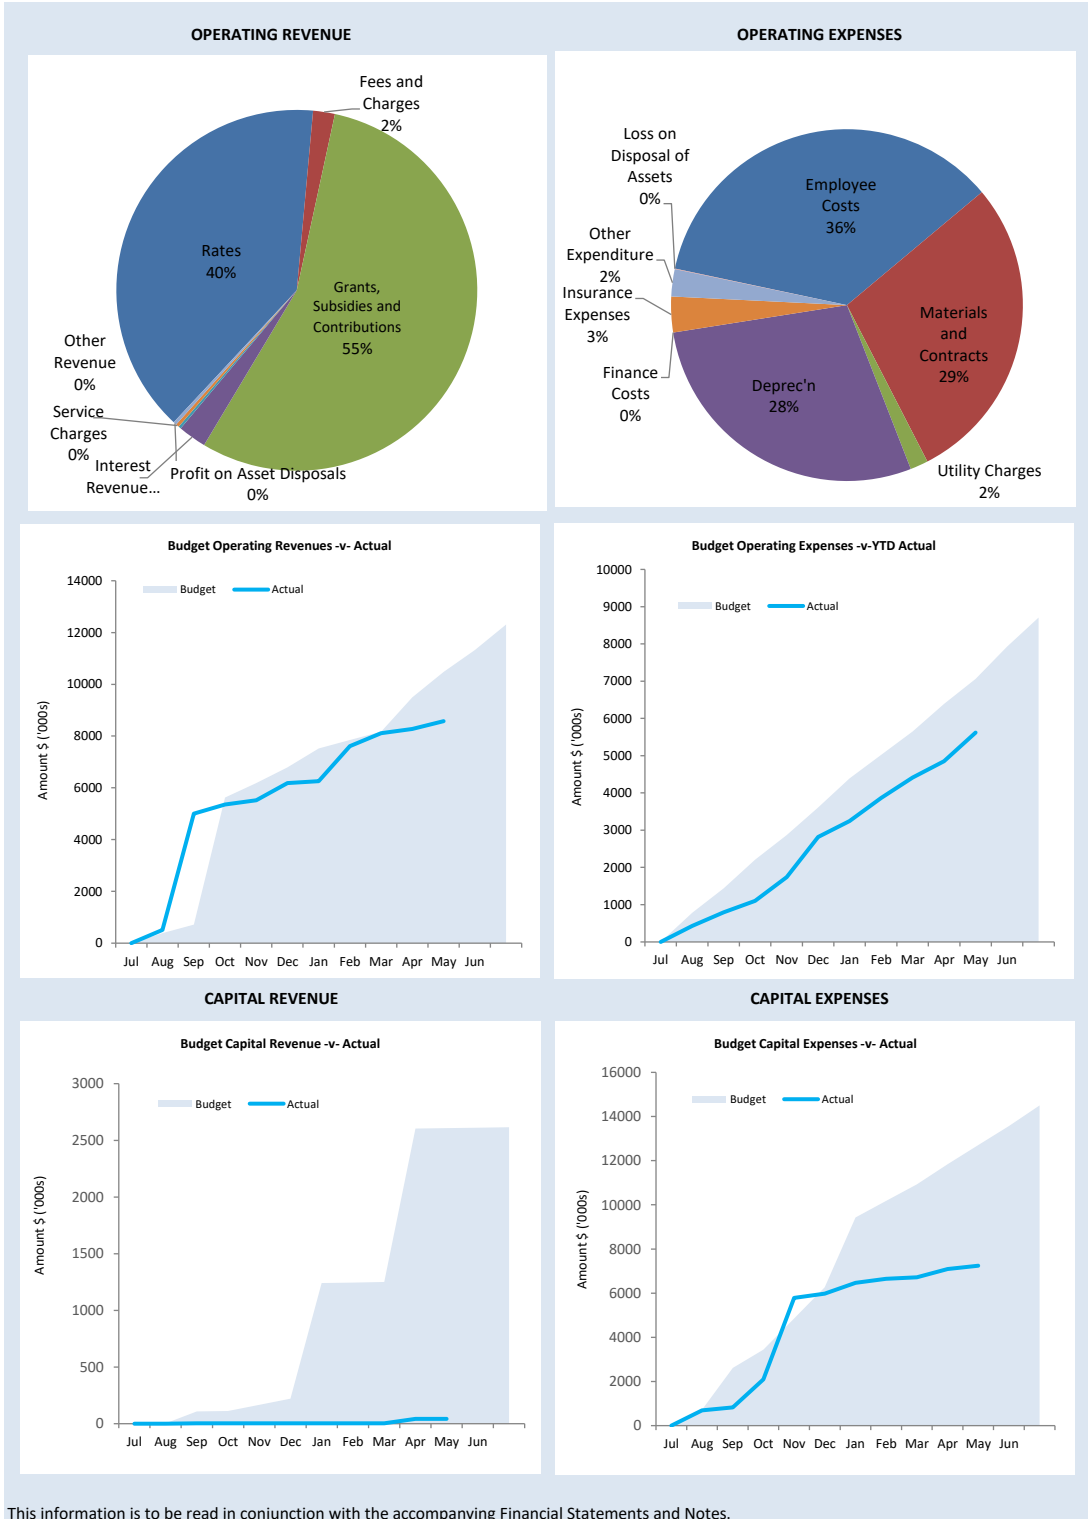 OPERATING REVENUE
Fees and
Charges
2%
Rates
40%
Grants,
Subsidies and
Contributions
55%
Other
Revenue
0%
Service
Charges
0%
Interest
Revenue...
Profit on Asset Disposals
0%
OPERATING EXPENSES
Loss on
Disposal of
Assets
0%
Employee
Costs
36%
Other
Expenditure
2%
Insurance
Expenses
3%
Materials
and
Contracts
29%
Finance
Costs
0%
Deprec'n
28%
Utility Charges
2%
Budget Operating Revenues -v- Actual
Budget
Actual
Amount $ ('000s)
14000
12000
10000
8000
6000
4000
2000
0
Jul Aug Sep Oct Nov Dec Jan Feb Mar Apr May Jun
Budget Operating Expenses -v-YTD Actual
Budget
Actual
Amount $ ('000s)
10000
9000
8000
7000
6000
5000
4000
3000
2000
1000
0
Jul Aug Sep Oct Nov Dec Jan Feb Mar Apr May Jun
CAPITAL REVENUE
Budget Capital Revenue -v- Actual
Budget
Actual
Amount $ ('000s)
3000
2500
2000
1500
1000
500
0
Jul Aug Sep Oct Nov Dec Jan Feb Mar Apr May Jun
CAPITAL EXPENSES
Budget Capital Expenses -v- Actual
Budget
Actual
Amount $ ('000s)
16000
14000
12000
10000
8000
6000
4000
2000
0
Jul Aug Sep Oct Nov Dec Jan Feb Mar Apr May Jun
This information is to be read in conjunction with the accompanying Financial Statements and Notes.